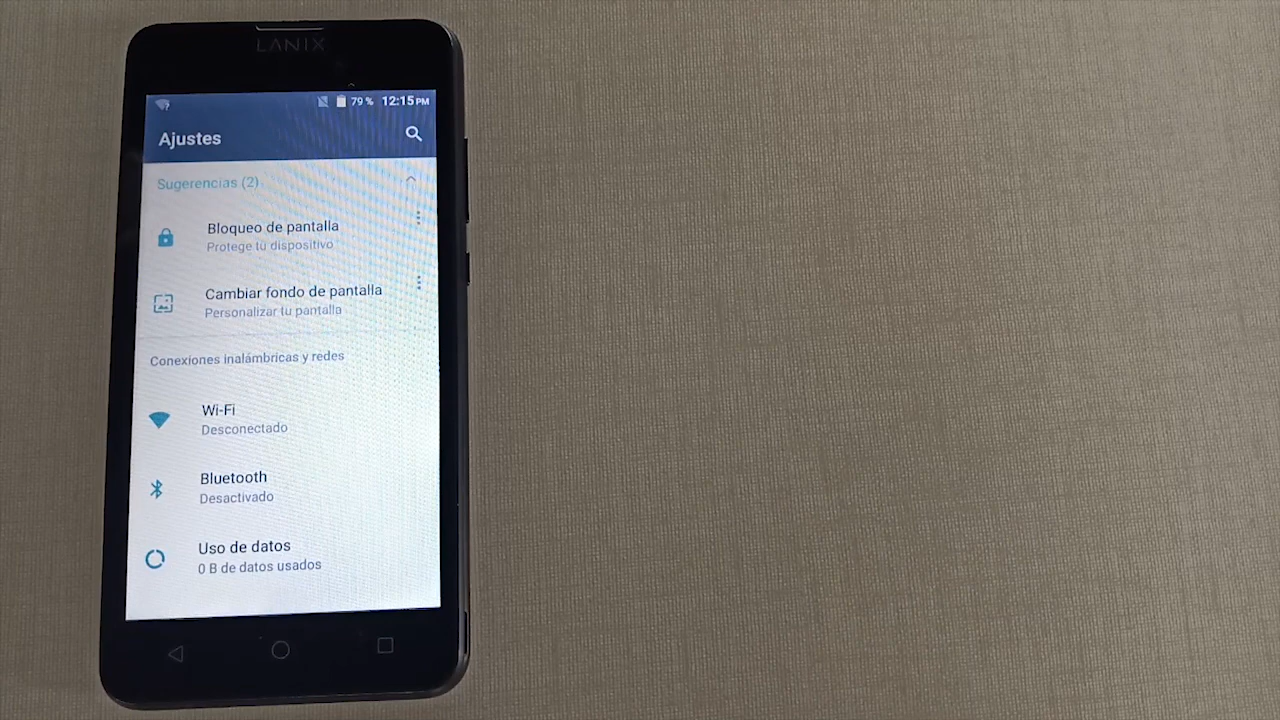 LANIX
79 % 12:15 PM
Ajustes
Sugerencias (2)
Bloqueo de pantalla
Protege tu dispositivo
Cambiar fondo de pantalla
Personalizar tu pantalla
Conexiones inalámbricas y redes
Wi-Fi
Desconectado
Bluetooth
Desactivado
Uso de datos
0 B de datos usados